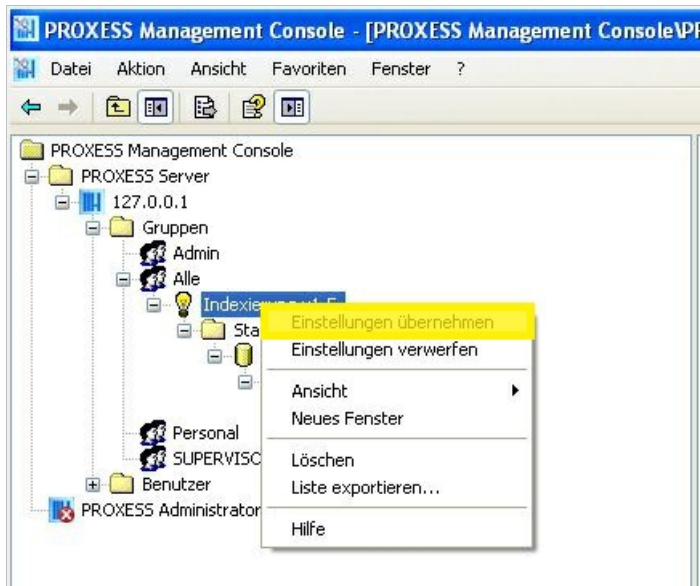 PROXESS Management Console - [PROXESS Management Console\
Datei Aktion Ansicht Favoriten Fenster ?
PROXESS Management Console
PROXESS Server
127.0.0.1
Gruppen
Admin
Alle
Einstellungen übernehmen
Einstellungen verwerfen
Ansicht
Neues Fenster
Löschen
Liste exportieren...
Hilfe
Personal
SUPERVISO
Benutzer
PROXESS Administrator